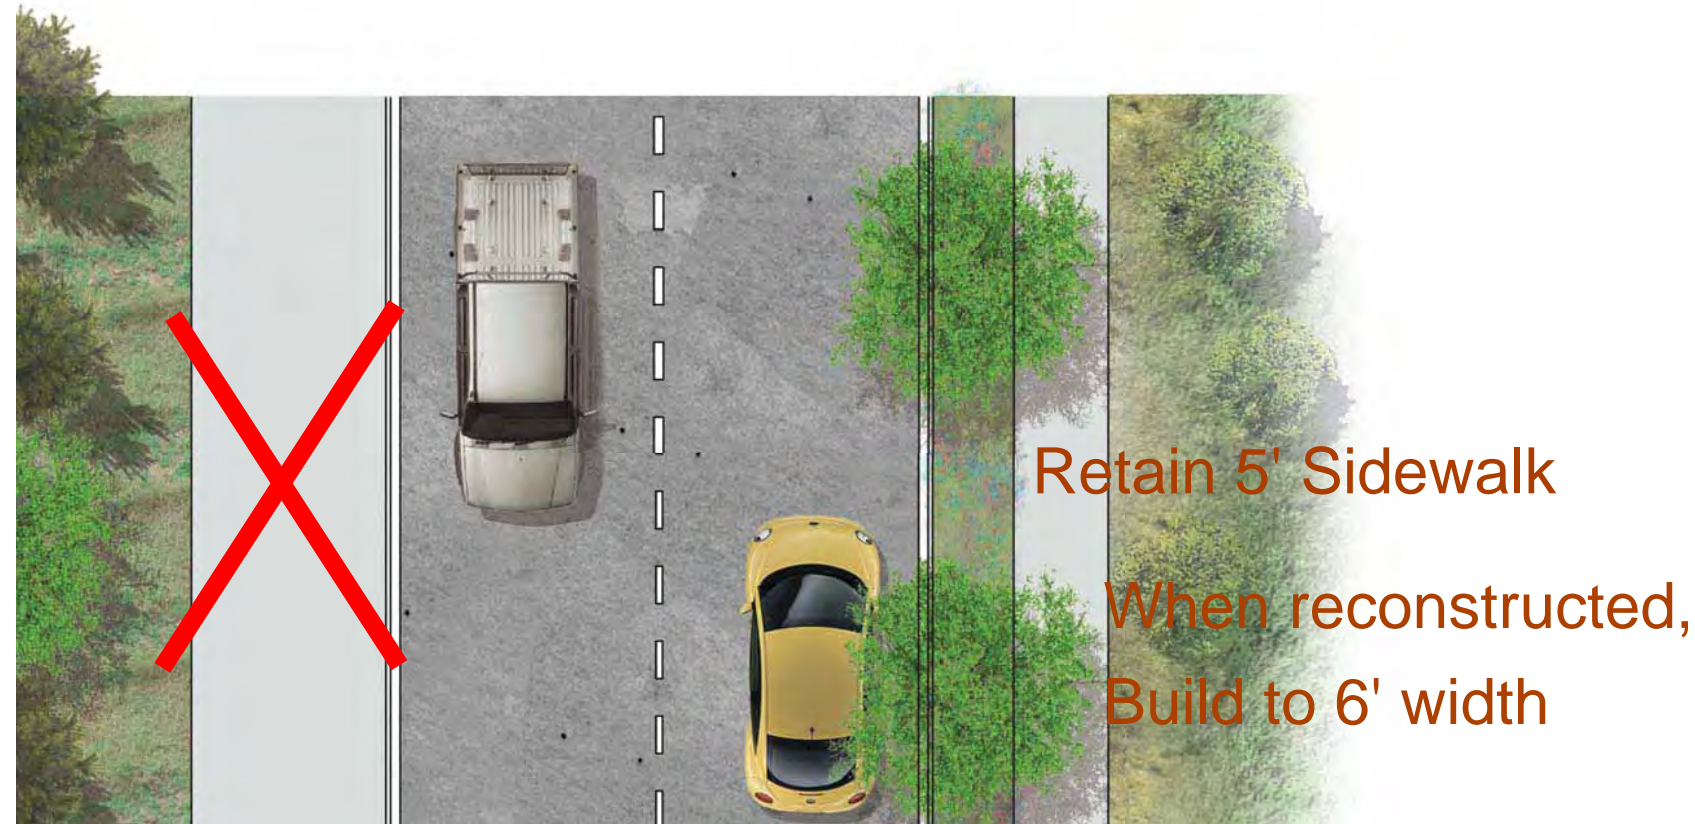 Retain 5' Sidewalk
When reconstructed,
Build to 6' width